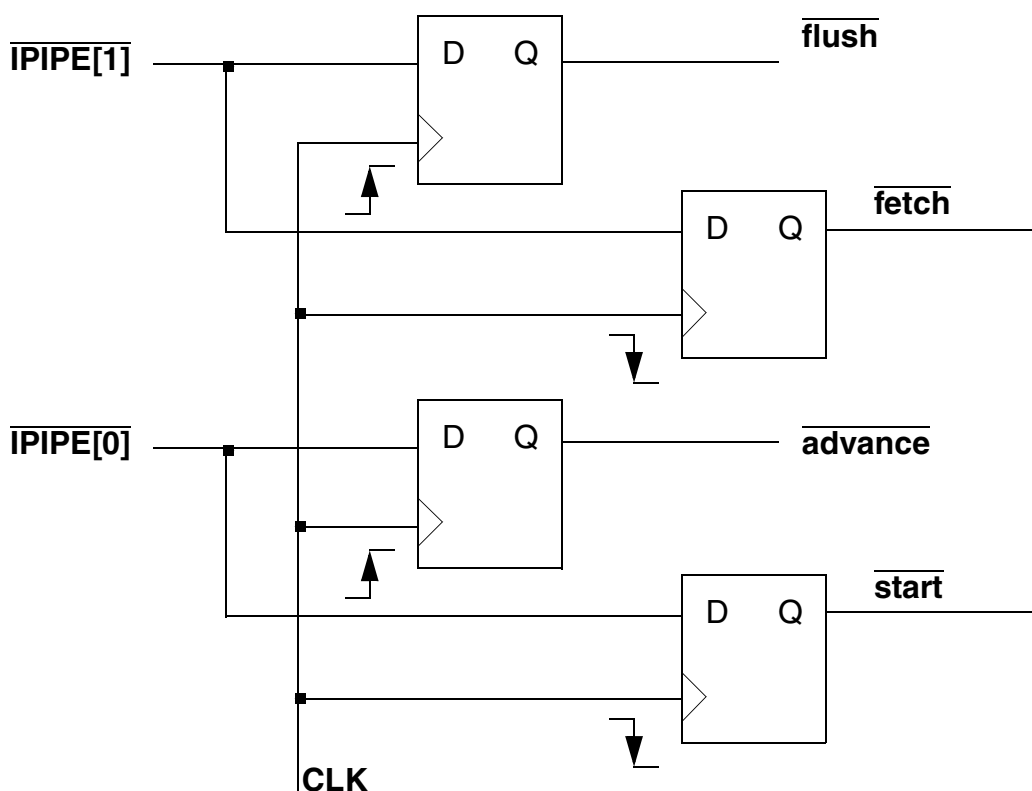 IPIPE[1]
D Q
flush
D Q
fetch
IPIPE[0]
D Q
advance
D Q
start
CLK